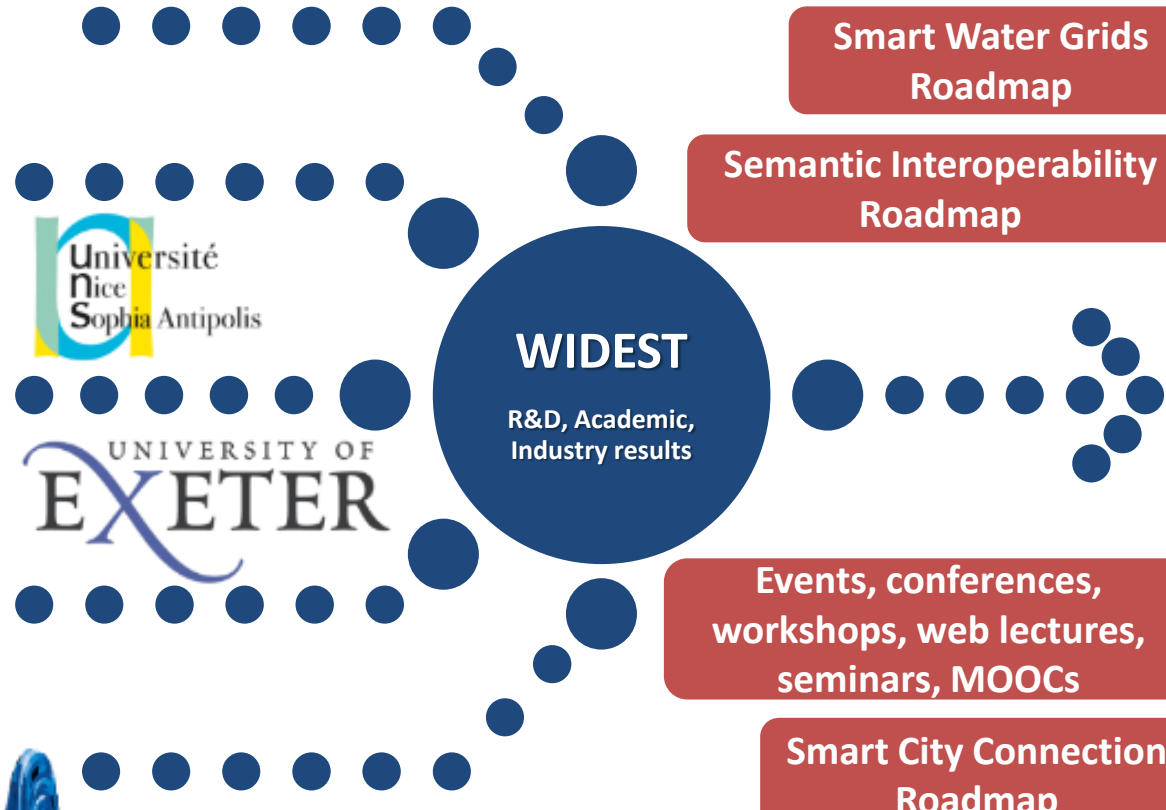 Smart Water Grids
Roadmap
Semantic Interoperability
Roadmap
Université
Nice
Sophia Antipolis
WIDEST
R&D, Academic,
Industry results
UNIVERSITY OF
EXETER
Events, conferences,
workshops, web lectures,
seminars, MOOCs
Smart City Connection
Roadmap